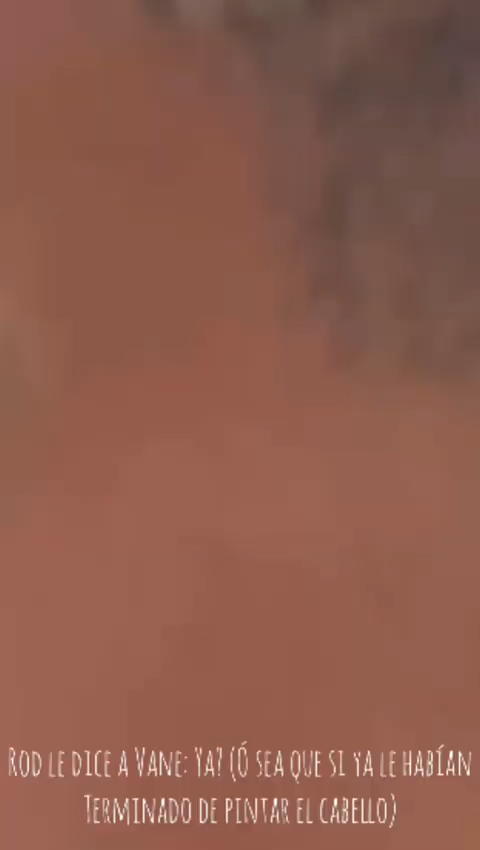 Rod le dice a Vane: Ya? (Ó sea que si ya le habían
Terminado de pintar el cabello)